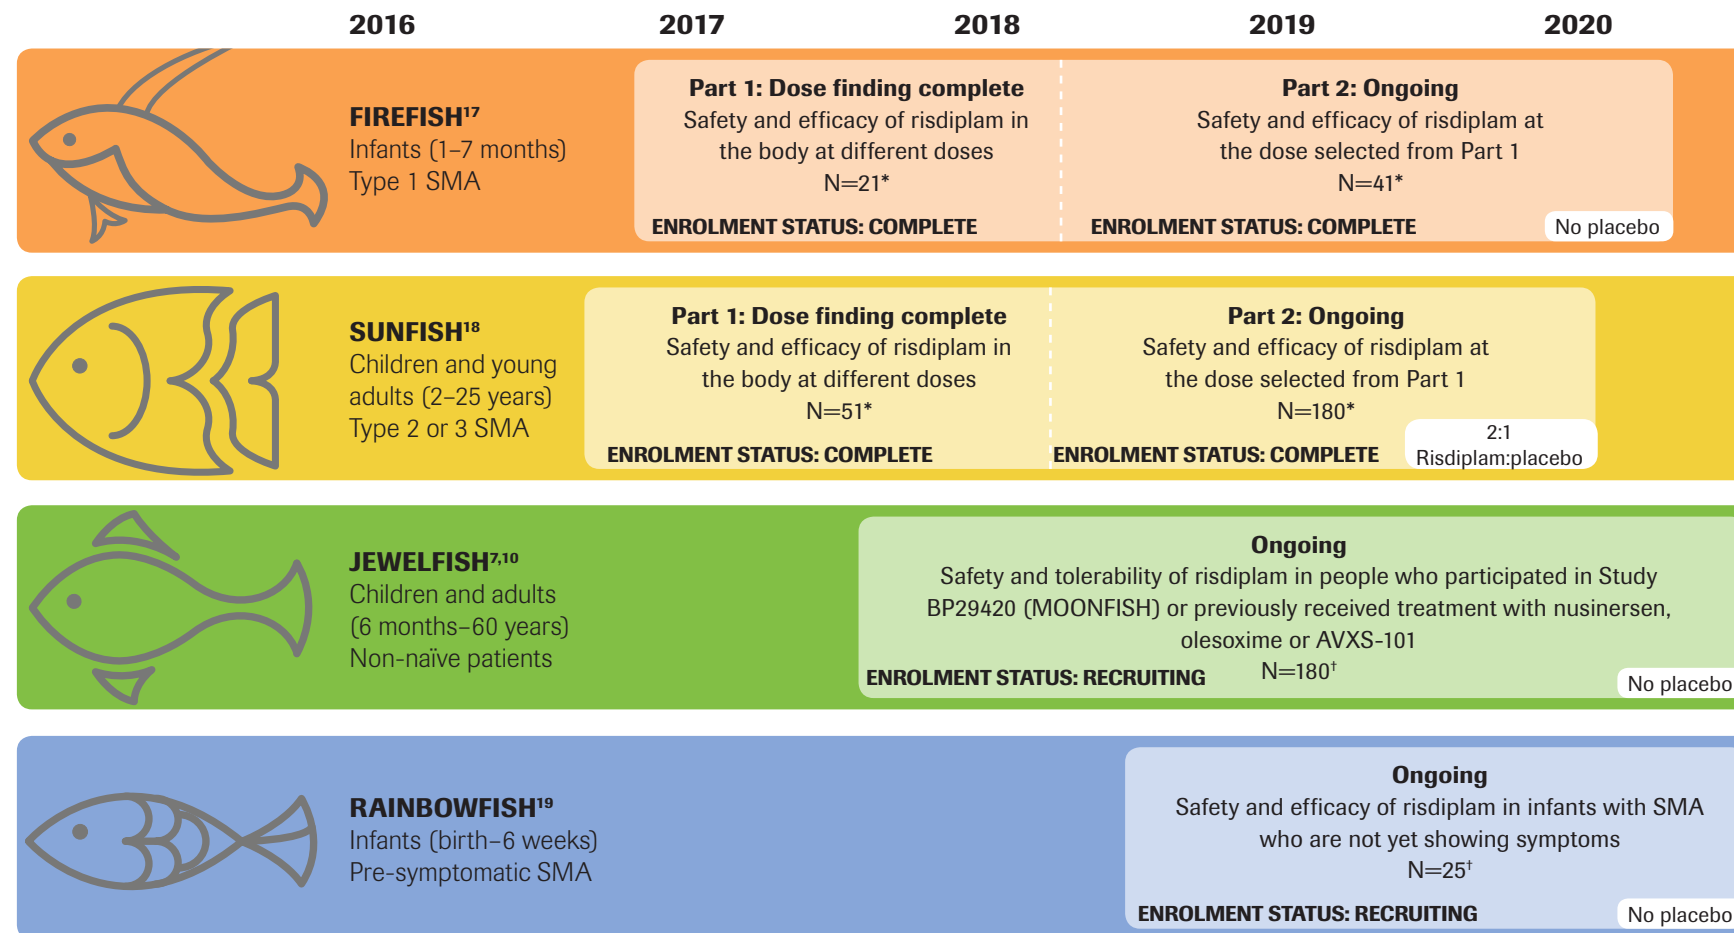 2016 2017 2018 2019 2020
FIREFISH¹⁷
Infants (1–7 months)
Type 1 SMA
Part 1: Dose finding complete
Safety and efficacy of risdiplam in
the body at different doses
N=21*
ENROLMENT STATUS: COMPLETE
Part 2: Ongoing
Safety and efficacy of risdiplam at
the dose selected from Part 1
N=41*
ENROLMENT STATUS: COMPLETE
No placebo
SUNFISH¹⁸
Children and young
adults (2–25 years)
Type 2 or 3 SMA
Part 1: Dose finding complete
Safety and efficacy of risdiplam in
the body at different doses
N=51*
ENROLMENT STATUS: COMPLETE
Part 2: Ongoing
Safety and efficacy of risdiplam at
the dose selected from Part 1
N=180*
ENROLMENT STATUS: COMPLETE
2:1
Risdiplam:placebo
JEWELFISH⁷,¹⁰
Children and adults
(6 months–60 years)
Non-naïve patients
Ongoing
Safety and tolerability of risdiplam in people who participated in Study
BP29420 (MOONFISH) or previously received treatment with nusinersen,
olesoxime or AVXS-101
N=180†
ENROLMENT STATUS: RECRUITING
No placebo
RAINBOWFISH¹⁹
Infants (birth–6 weeks)
Pre-symptomatic SMA
Ongoing
Safety and efficacy of risdiplam in infants with SMA
who are not yet showing symptoms
N=25†
ENROLMENT STATUS: RECRUITING
No placebo